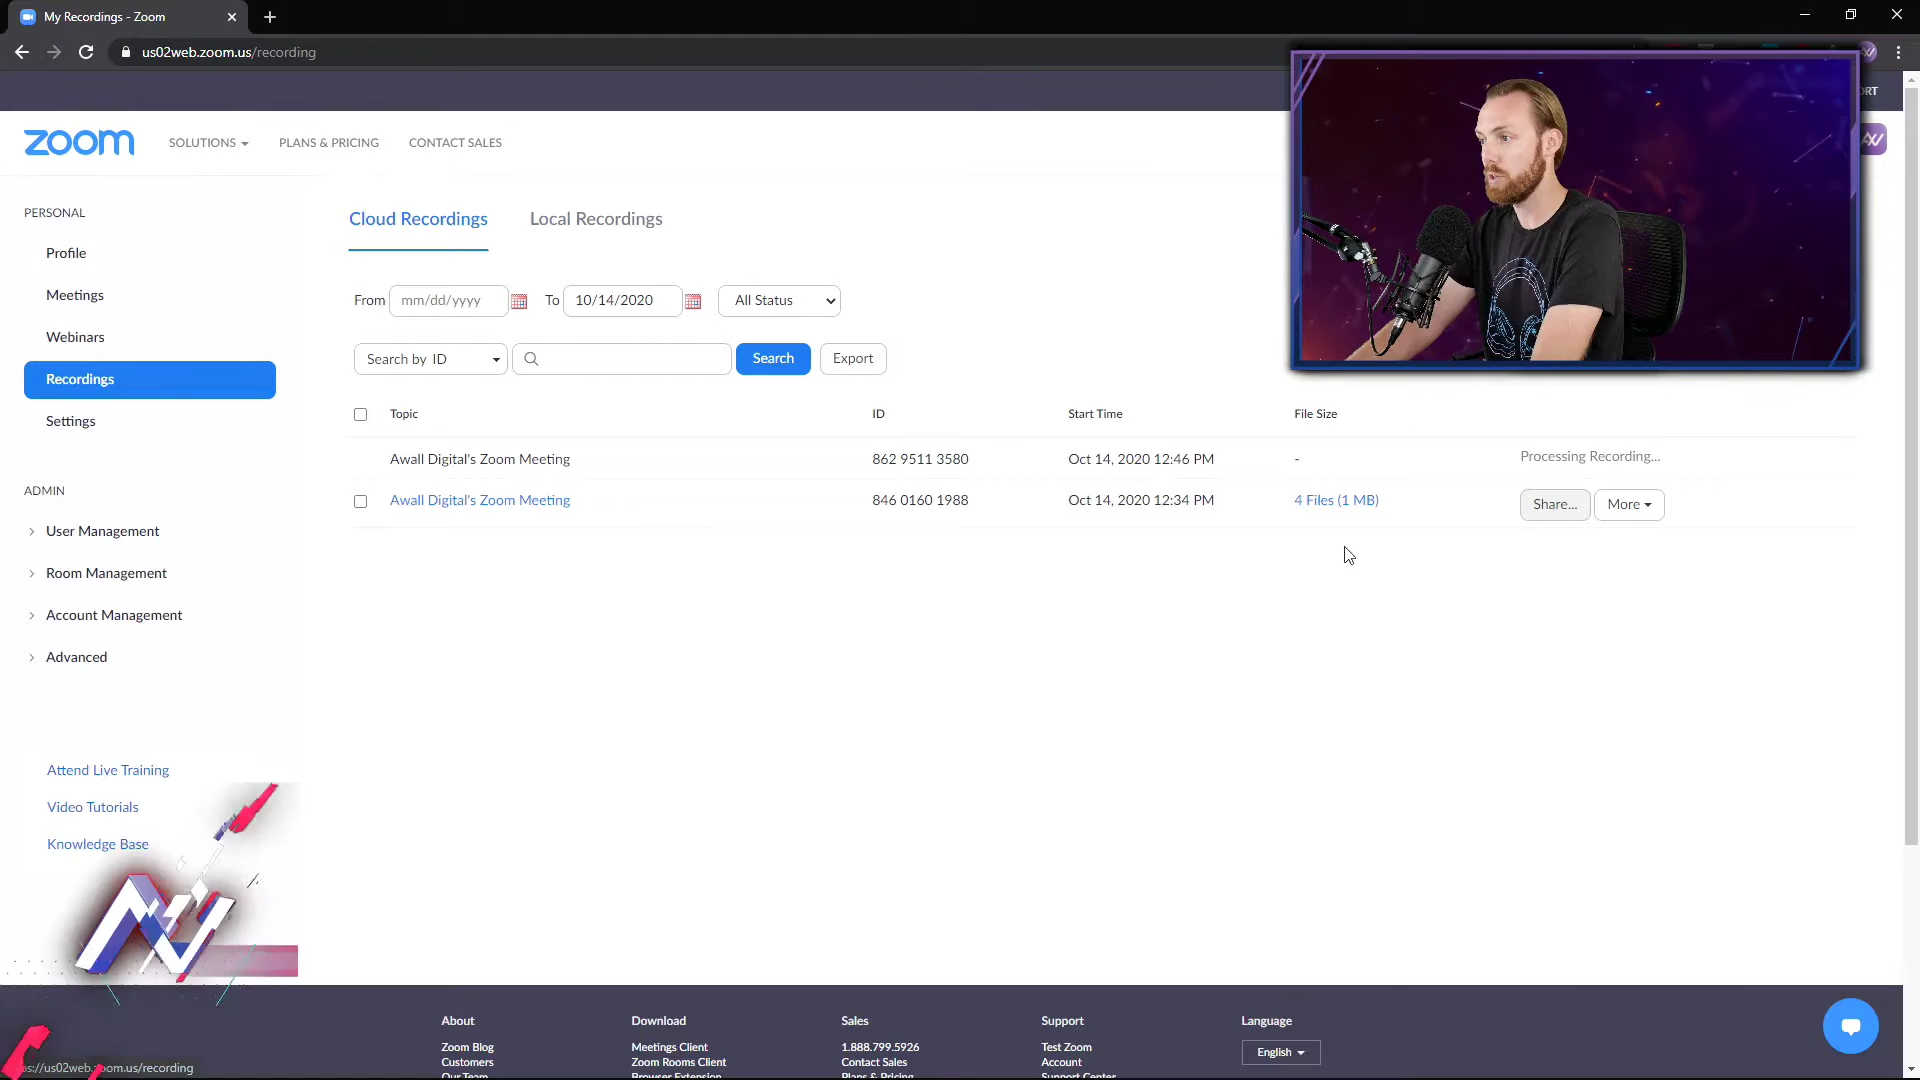 My Recordings - Zoom
us02web.zoom.us/recording
zoom
SOLUTIONS
PLANS & PRICING
CONTACT SALES
PERSONAL
Profile
Meetings
Webinars
Recordings
Settings
ADMIN
User Management
Room Management
Account Management
Advanced
Attend Live Training
Video Tutorials
Knowledge Base
Cloud Recordings
Local Recordings
From mm/dd/yyyy To 10/14/2020 All Status
Search by ID Search Export
Topic ID Start Time File Size
Awall Digital's Zoom Meeting 862 9511 3580 Oct 14, 2020 12:46 PM - Processing Recording...
Awall Digital's Zoom Meeting 846 0160 1988 Oct 14, 2020 12:34 PM 4 Files (1 MB) Share... More
About Download Sales Support Language
Zoom Blog Meetings Client 1.888.799.5926 Test Zoom English
Customers Zoom Rooms Client Contact Sales Account
Our Team Browser Extension Plans & Pricing Support Center
s://us02web.zoom.us/recording